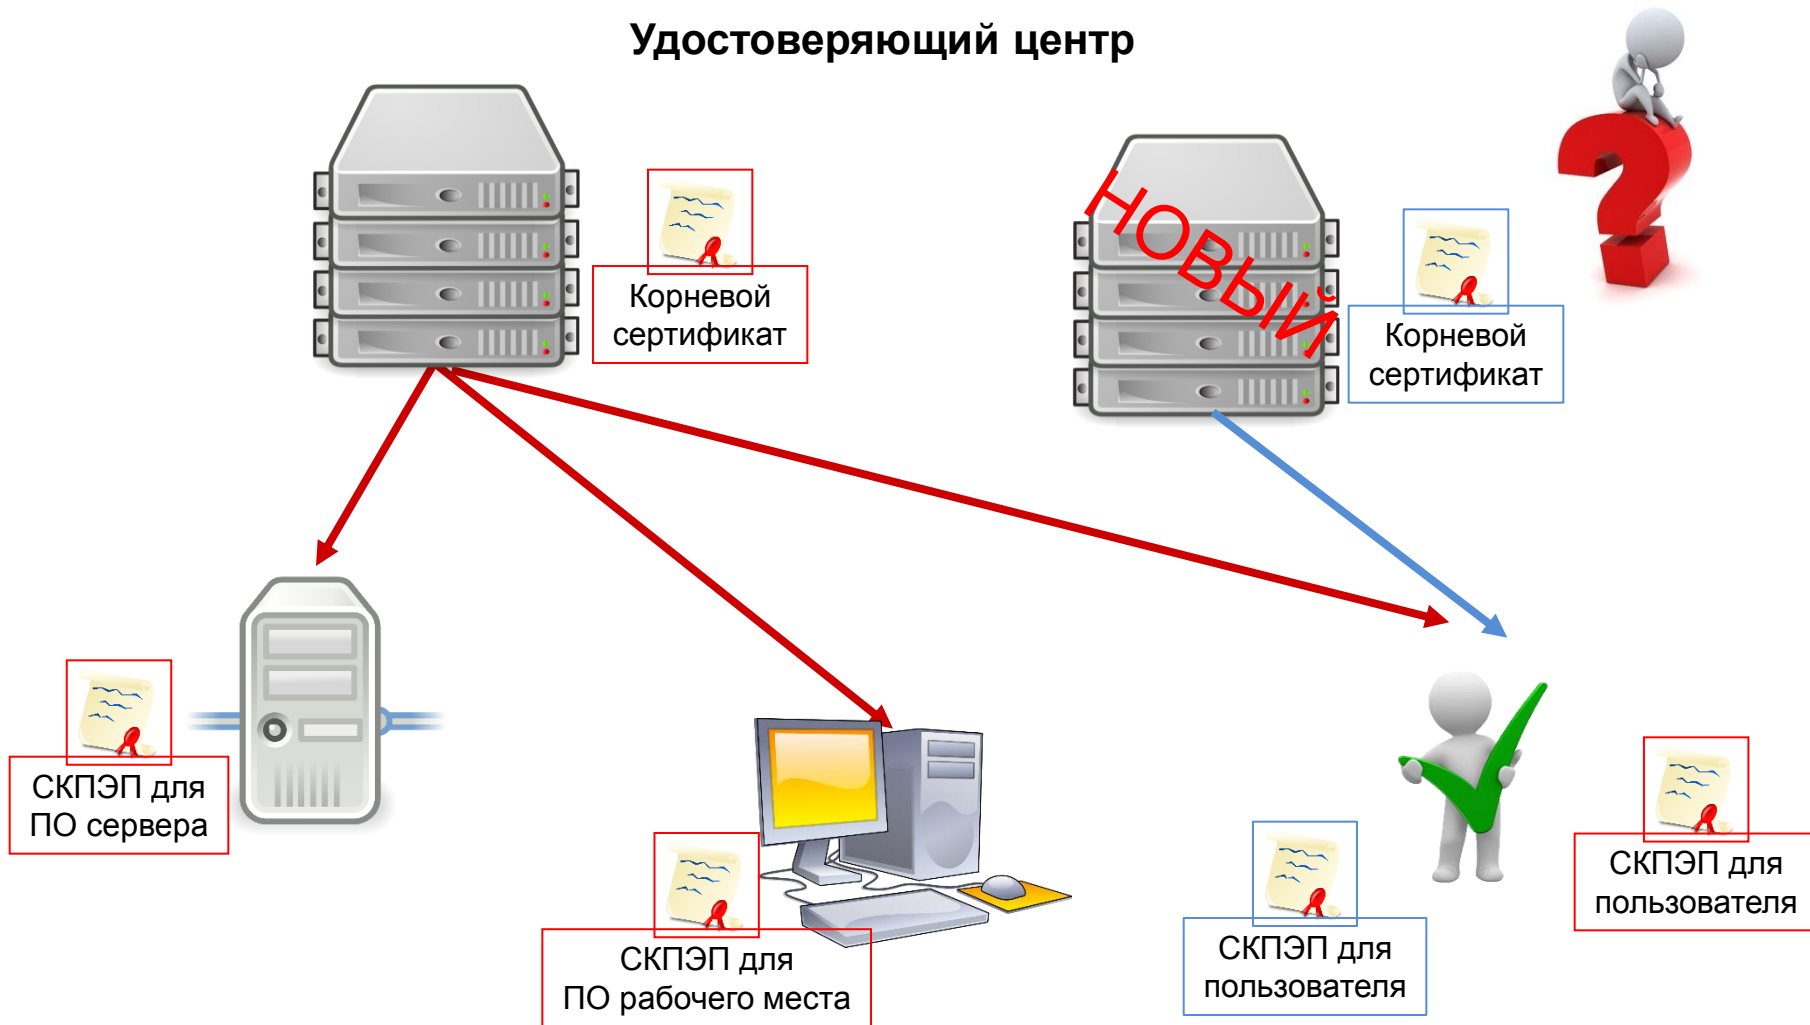 Удостоверяющий центр
Корневой
сертификат
НОВЫЙ
Корневой
сертификат
СКПЭП для
ПО сервера
СКПЭП для
ПО рабочего места
СКПЭП для
пользователя
СКПЭП для
пользователя